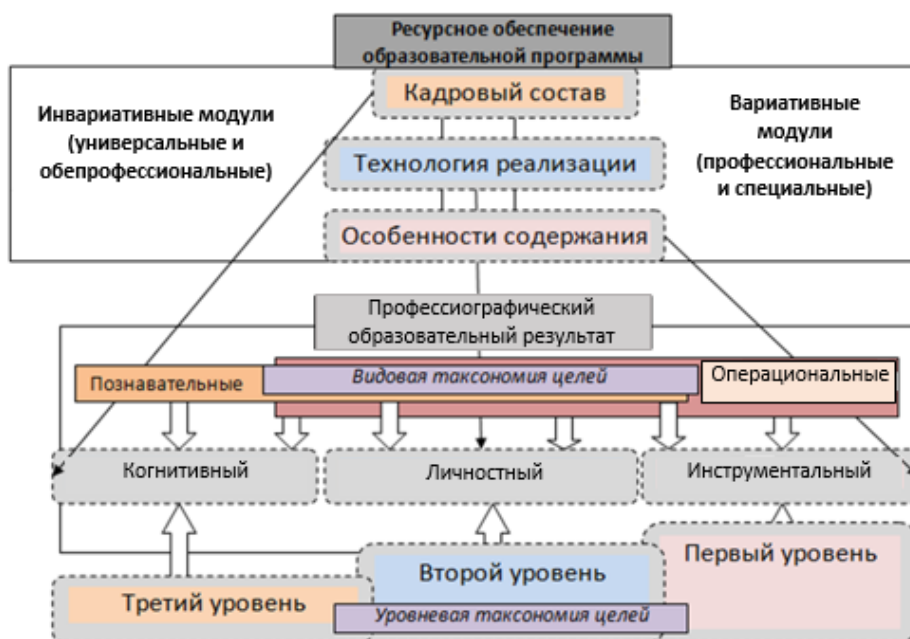 Ресурсное обеспечение
образовательной программы
Кадровый состав
Инвариативные модули
(универсальные и
обепрофессиональные)
Вариативные
модули
(профессиональные
и специальные)
Технология реализации
Особенности содержания
Профессиографический
образовательный результат
Познавательные
Видовая таксономия целей
Операциональные
Когнитивный
Личностный
Инструментальный
Третий уровень
Второй уровень
Первый уровень
Уровневая таксономия целей